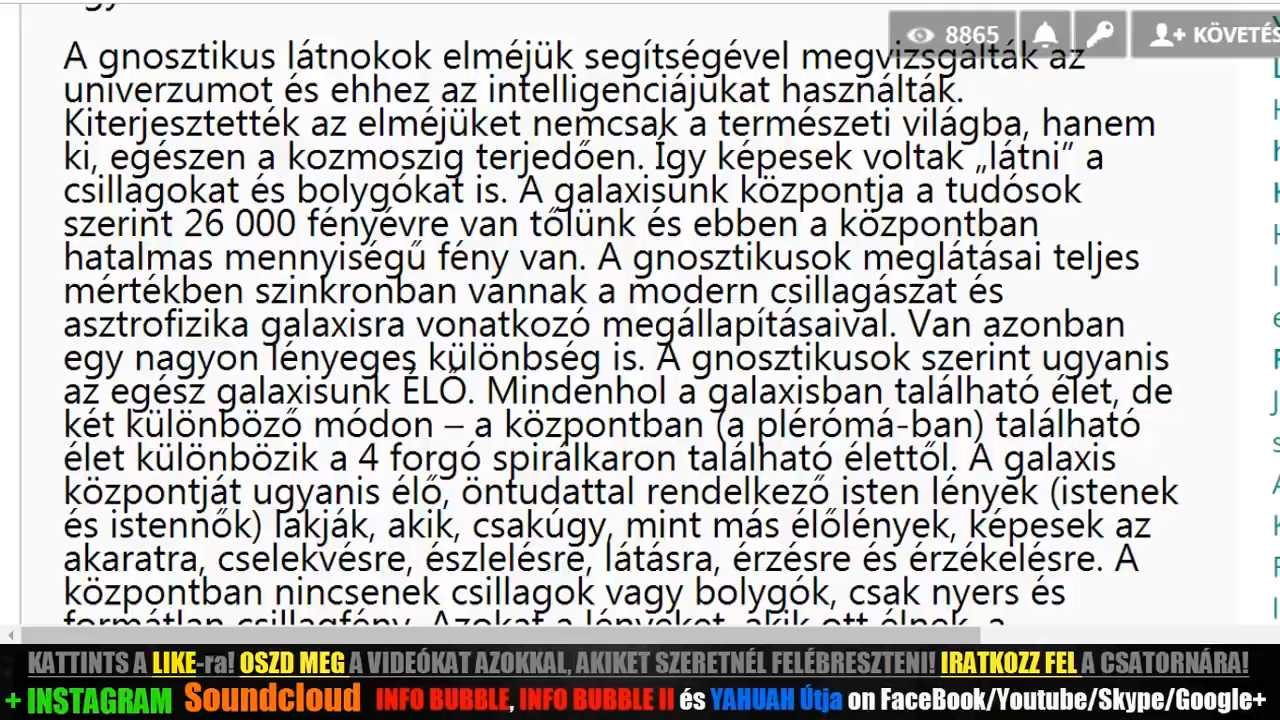 8865
KÖVETÉS
A gnosztikus látnokok elméjük segítségével megvizsgálták az
univerzumot és ehhez az intelligenciájukat használták.
Kiterjesztették az elméjüket nemcsak a természeti világba, hanem
ki, egészen a kozmoszig terjedően. Így képesek voltak „látni” a
csillagokat és bolygókat is. A galaxisunk központja a tudósok
szerint 26 000 fényévre van tőlünk és ebben a központban
hatalmas mennyiségű fény van. A gnosztikusok meglátásai teljes
mértékben szinkronban vannak a modern csillagászat és
asztrofizika galaxisra vonatkozó megállapításaival. Van azonban
egy nagyon lényeges különbség is. A gnosztikusok szerint ugyanis
az egész galaxisunk ÉLŐ. Mindenhol a galaxisban található élet, de
két különböző módon – a központban (a plérómá-ban) található
élet különbözik a 4 forgó spirálkaron található élettől. A galaxis
központját ugyanis élő, öntudattal rendelkező isten lények (istenek
és istennők) lakják, akik, csakúgy, mint más élőlények, képesek az
akaratra, cselekvésre, észlelésre, látásra, érzésre és érzékelésre. A
központban nincsenek csillagok vagy bolygók, csak nyers és
formátlan csillagfény. Azokat a lényeket, akik ott élnek, a
KATTINTS A LIKE-ra! OSZD MEG A VIDEÓKAT AZOKKAL, AKIKET SZERETNÉL FELÉBRESZTENI! IRATKOZZ FEL A CSATORNÁRA!
+ INSTAGRAM Soundcloud INFO BUBBLE, INFO BUBBLE II és YAHUAH Útja on FaceBook/Youtube/Skype/Google+